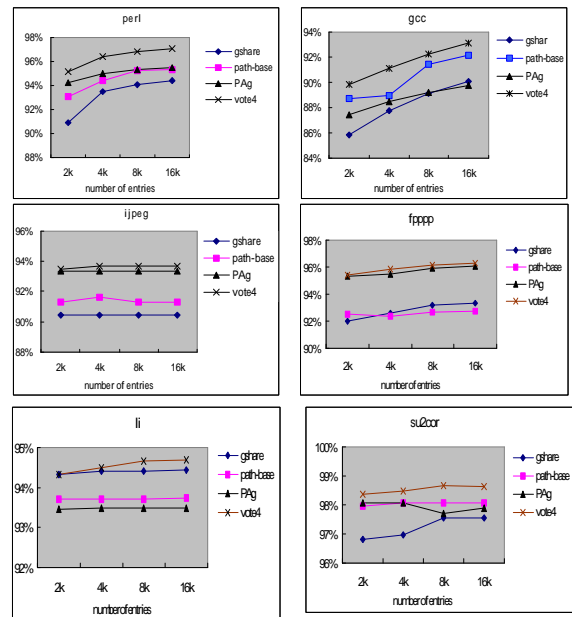 perl
98%
96%
94%
92%
90%
88%
2k 4k 8k 16k
number of entries
gshare
path-base
PAg
vote4
gcc
94%
92%
90%
88%
86%
84%
2k 4k 8k 16k
number of entries
gshar
path-base
PAg
vote4
ijpeg
96%
94%
92%
90%
88%
2k 4k 8k 16k
number of entries
gshare
path-base
PAg
vote4
fpppp
98%
96%
94%
92%
90%
2k 4k 8k 16k
number of entries
gshare
path-base
PAg
vote4
li
95%
94%
93%
92%
2k 4k 8k 16k
number of entries
gshare
path-base
PAg
vote4
su2cor
100%
99%
98%
97%
96%
2k 4k 8k 16k
number of entries
gshare
path-base
PAg
vote4